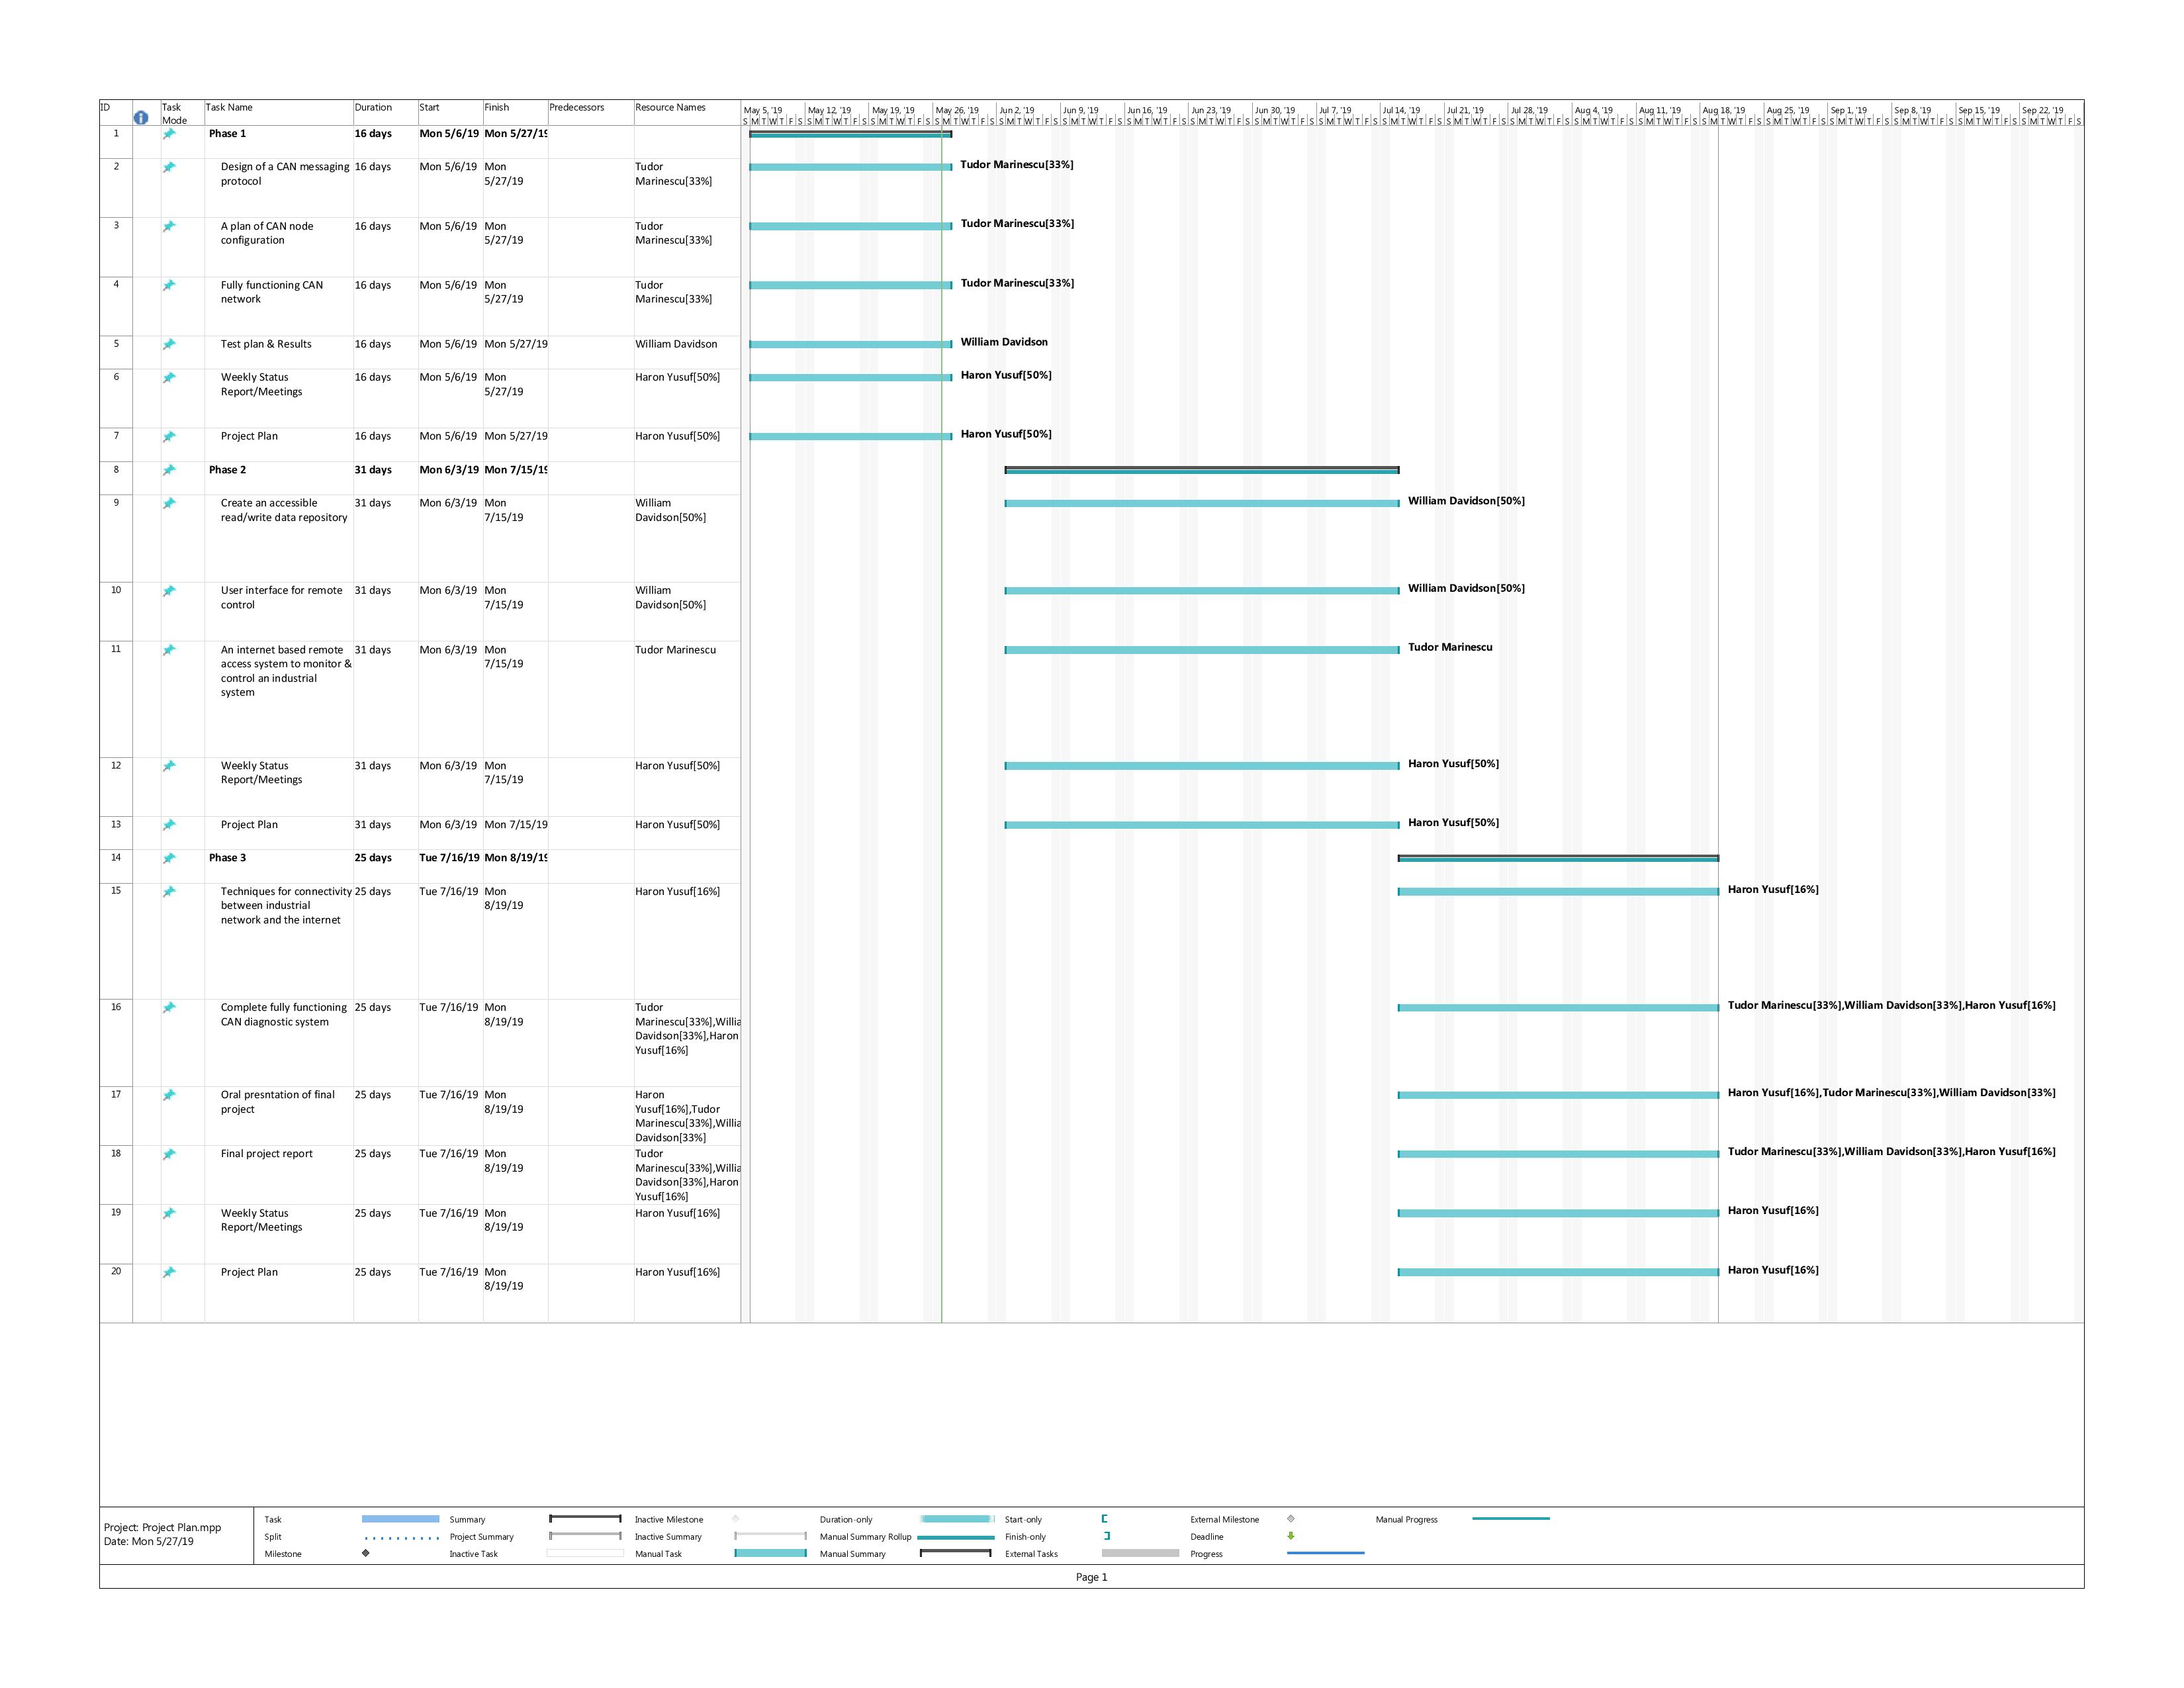 ID Task Mode Task Name Duration Start Finish Predecessors Resource Names
May 5, '19 May 12, '19 May 19, '19 May 26, '19 Jun 2, '19 Jun 9, '19 Jun 16, '19 Jun 23, '19 Jun 30, '19 Jul 7, '19 Jul 14, '19 Jul 21, '19 Jul 28, '19 Aug 4, '19 Aug 11, '19 Aug 18, '19 Aug 25, '19 Sep 1, '19 Sep 8, '19 Sep 15, '19 Sep 22, '19
S M T W T F S S M T W T F S S M T W T F S S M T W T F S S M T W T F S S M T W T F S S M T W T F S S M T W T F S S M T W T F S S M T W T F S S M T W T F S S M T W T F S S M T W T F S S M T W T F S S M T W T F S S M T W T F S S M T W T F S S M T W T F S S M T W T F S S M T W T F S S M T W T F S
1 Phase 1 16 days Mon 5/6/19 Mon 5/27/19
2 Design of a CAN messaging protocol 16 days Mon 5/6/19 Mon 5/27/19 Tudor Marinescu[33%] Tudor Marinescu[33%]
3 A plan of CAN node configuration 16 days Mon 5/6/19 Mon 5/27/19 Tudor Marinescu[33%] Tudor Marinescu[33%]
4 Fully functioning CAN network 16 days Mon 5/6/19 Mon 5/27/19 Tudor Marinescu[33%] Tudor Marinescu[33%]
5 Test plan & Results 16 days Mon 5/6/19 Mon 5/27/19 William Davidson William Davidson
6 Weekly Status Report/Meetings 16 days Mon 5/6/19 Mon 5/27/19 Haron Yusuf[50%] Haron Yusuf[50%]
7 Project Plan 16 days Mon 5/6/19 Mon 5/27/19 Haron Yusuf[50%] Haron Yusuf[50%]
8 Phase 2 31 days Mon 6/3/19 Mon 7/15/19
9 Create an accessible read/write data repository 31 days Mon 6/3/19 Mon 7/15/19 William Davidson[50%] William Davidson[50%]
10 User interface for remote control 31 days Mon 6/3/19 Mon 7/15/19 William Davidson[50%] William Davidson[50%]
11 An internet based remote access system to monitor & control an industrial system 31 days Mon 6/3/19 Mon 7/15/19 Tudor Marinescu Tudor Marinescu
12 Weekly Status Report/Meetings 31 days Mon 6/3/19 Mon 7/15/19 Haron Yusuf[50%] Haron Yusuf[50%]
13 Project Plan 31 days Mon 6/3/19 Mon 7/15/19 Haron Yusuf[50%] Haron Yusuf[50%]
14 Phase 3 25 days Tue 7/16/19 Mon 8/19/19
15 Techniques for connectivity between industrial network and the internet 25 days Tue 7/16/19 Mon 8/19/19 Haron Yusuf[16%] Haron Yusuf[16%]
16 Complete fully functioning CAN diagnostic system 25 days Tue 7/16/19 Mon 8/19/19 Tudor Marinescu[33%],Willia Davidson[33%],Haron Yusuf[16%] Tudor Marinescu[33%],William Davidson[33%],Haron Yusuf[16%]
17 Oral presntation of final project 25 days Tue 7/16/19 Mon 8/19/19 Haron Yusuf[16%],Tudor Marinescu[33%],Willia Davidson[33%] Haron Yusuf[16%],Tudor Marinescu[33%],William Davidson[33%]
18 Final project report 25 days Tue 7/16/19 Mon 8/19/19 Tudor Marinescu[33%],Willia Davidson[33%],Haron Yusuf[16%] Tudor Marinescu[33%],William Davidson[33%],Haron Yusuf[16%]
19 Weekly Status Report/Meetings 25 days Tue 7/16/19 Mon 8/19/19 Haron Yusuf[16%] Haron Yusuf[16%]
20 Project Plan 25 days Tue 7/16/19 Mon 8/19/19 Haron Yusuf[16%] Haron Yusuf[16%]
Project: Project Plan.mpp
Date: Mon 5/27/19
Task Summary Inactive Milestone Duration-only Start-only External Milestone Manual Progress
Split Project Summary Inactive Summary Manual Summary Rollup Finish-only Deadline
Milestone Inactive Task Manual Task Manual Summary External Tasks Progress
Page 1